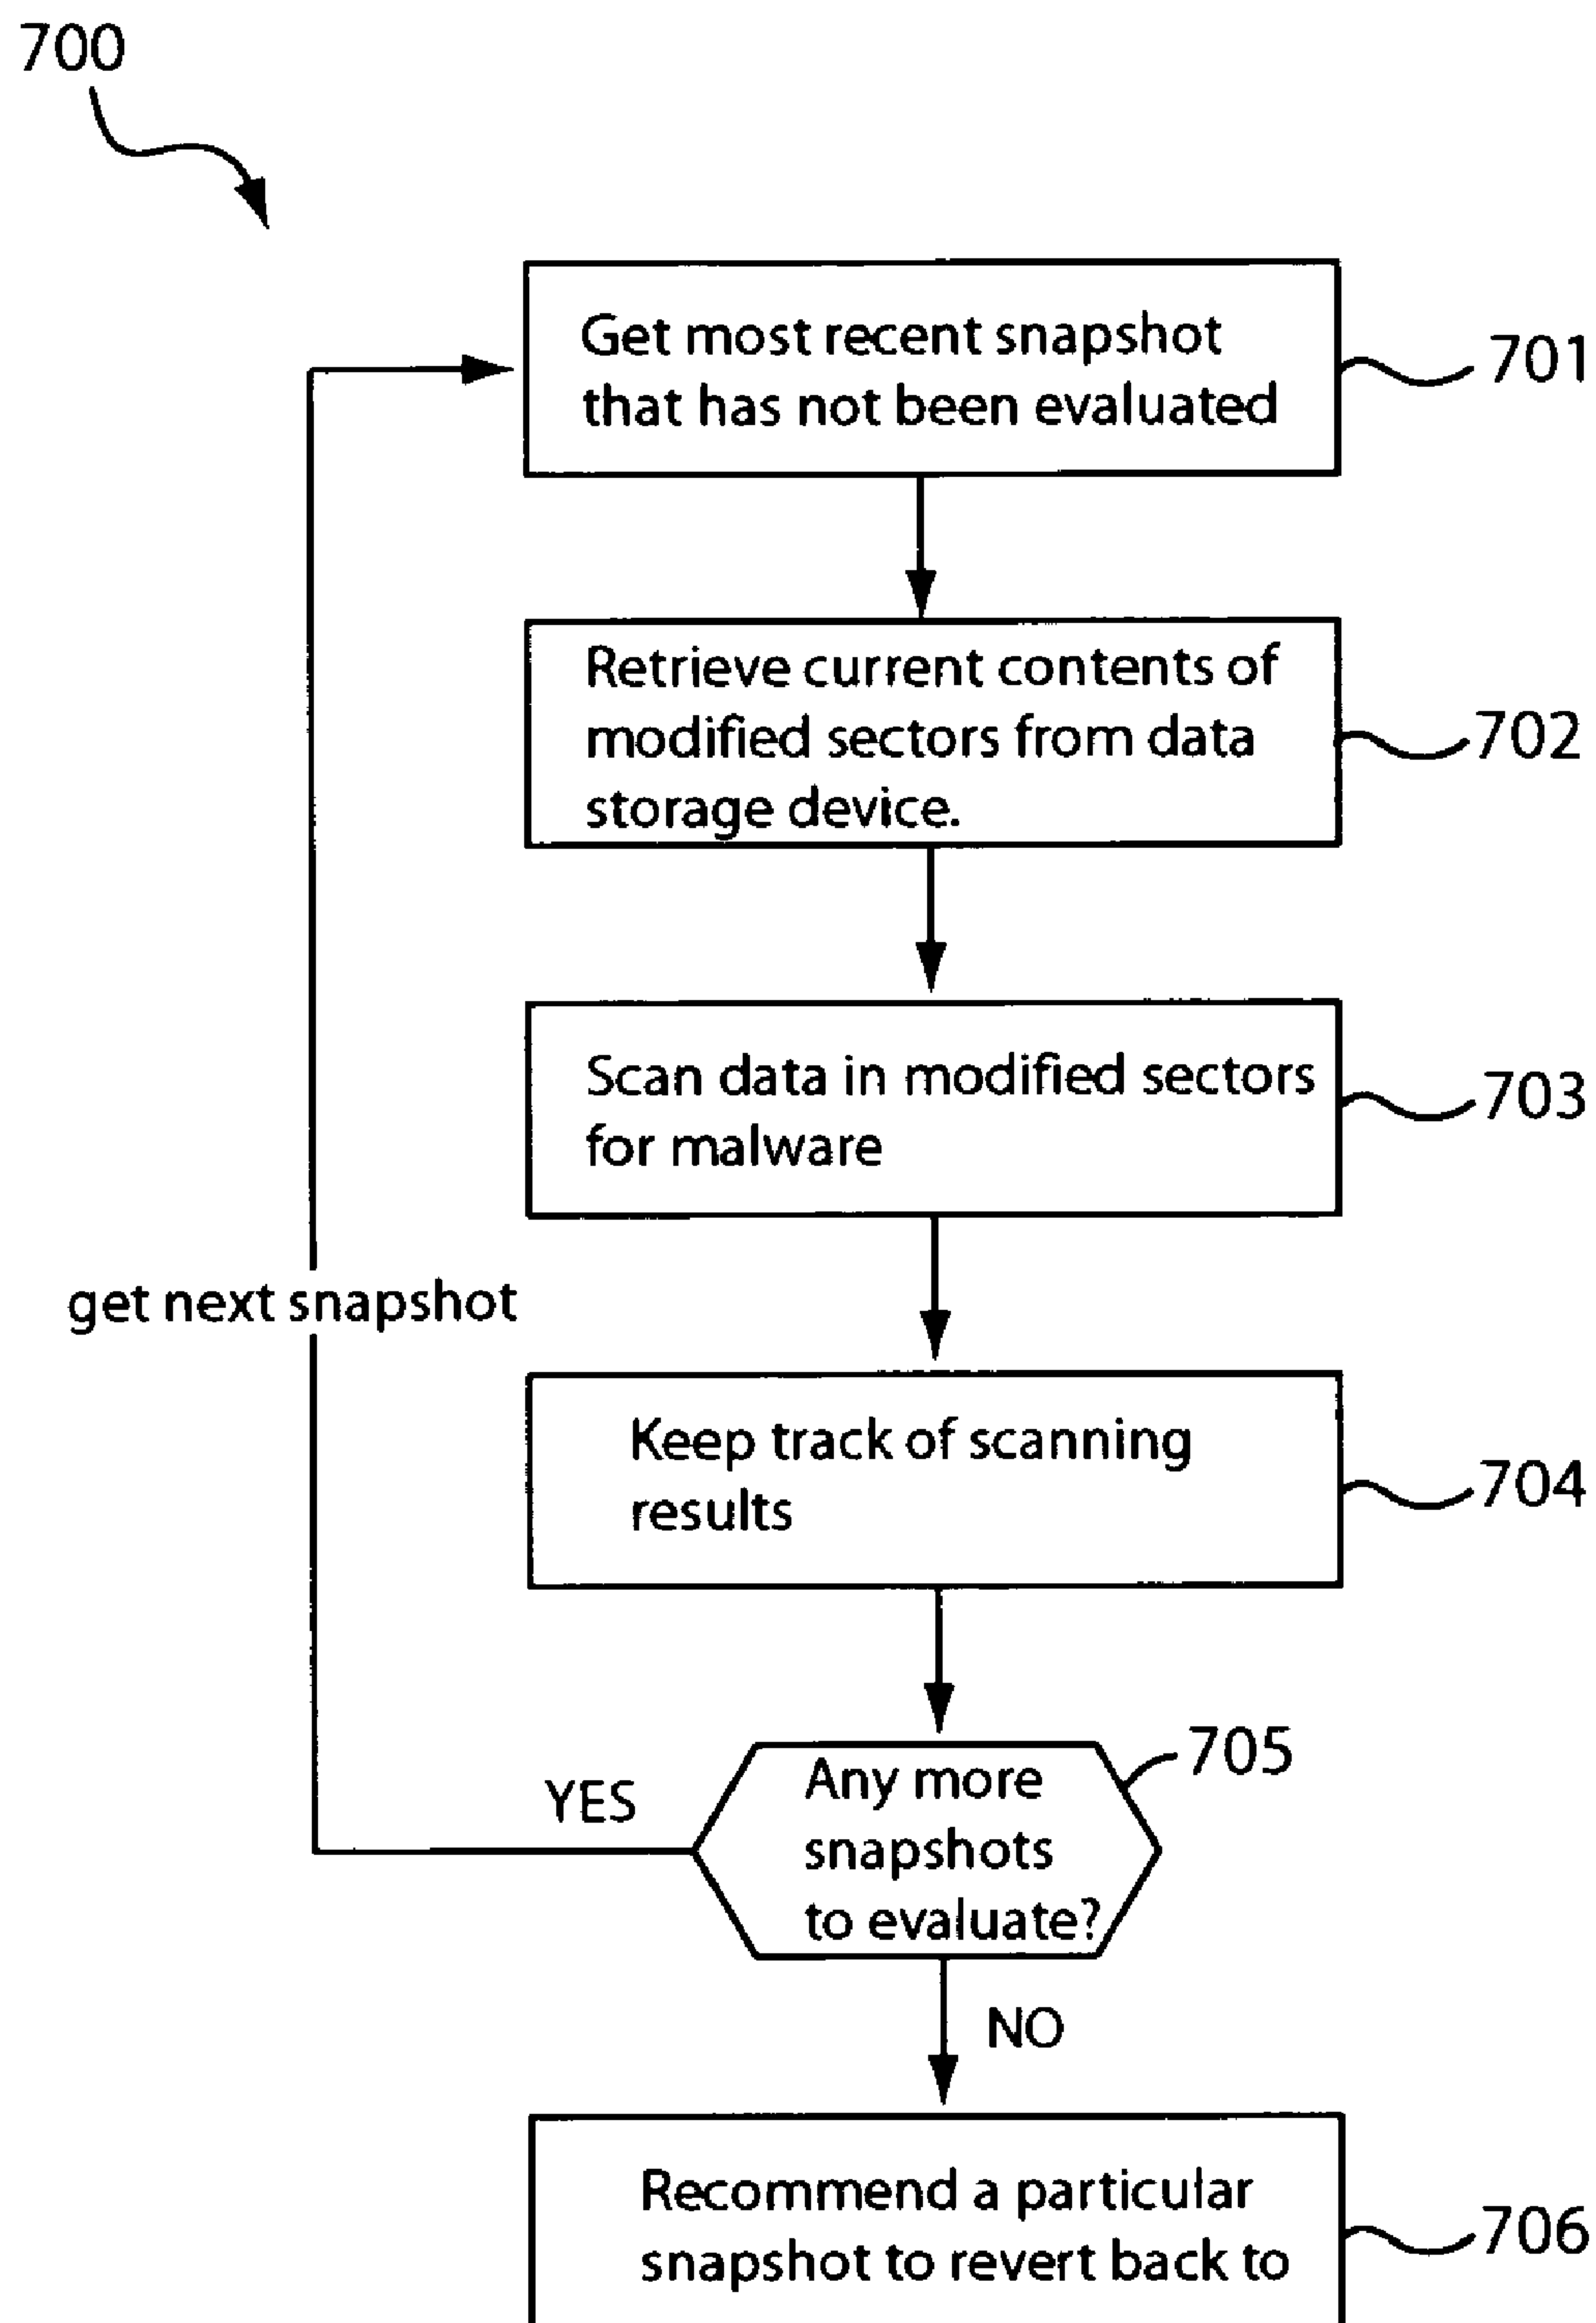 700
Get most recent snapshot
that has not been evaluated
701
Retrieve current contents of
modified sectors from data
storage device.
702
Scan data in modified sectors
for malware
703
get next snapshot
Keep track of scanning
results
704
705
YES
Any more
snapshots
to evaluate?
NO
Recommend a particular
snapshot to revert back to
706